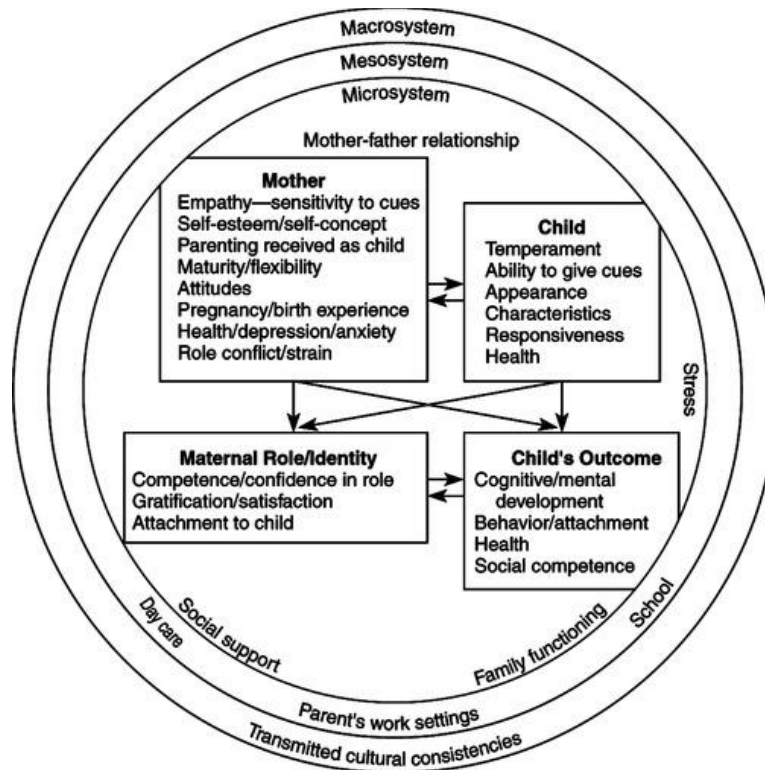 Macrosystem
Mesosystem
Microsystem
Mother-father relationship
Mother
Empathy—sensitivity to cues
Self-esteem/self-concept
Parenting received as child
Maturity/flexibility
Attitudes
Pregnancy/birth experience
Health/depression/anxiety
Role conflict/strain
Child
Temperament
Ability to give cues
Appearance
Characteristics
Responsiveness
Health
Stress
Maternal Role/Identity
Competence/confidence in role
Gratification/satisfaction
Attachment to child
Child's Outcome
Cognitive/mental
development
Behavior/attachment
Health
Social competence
Day care
Social support
Family functioning
School
Parent's work settings
Transmitted cultural consistencies